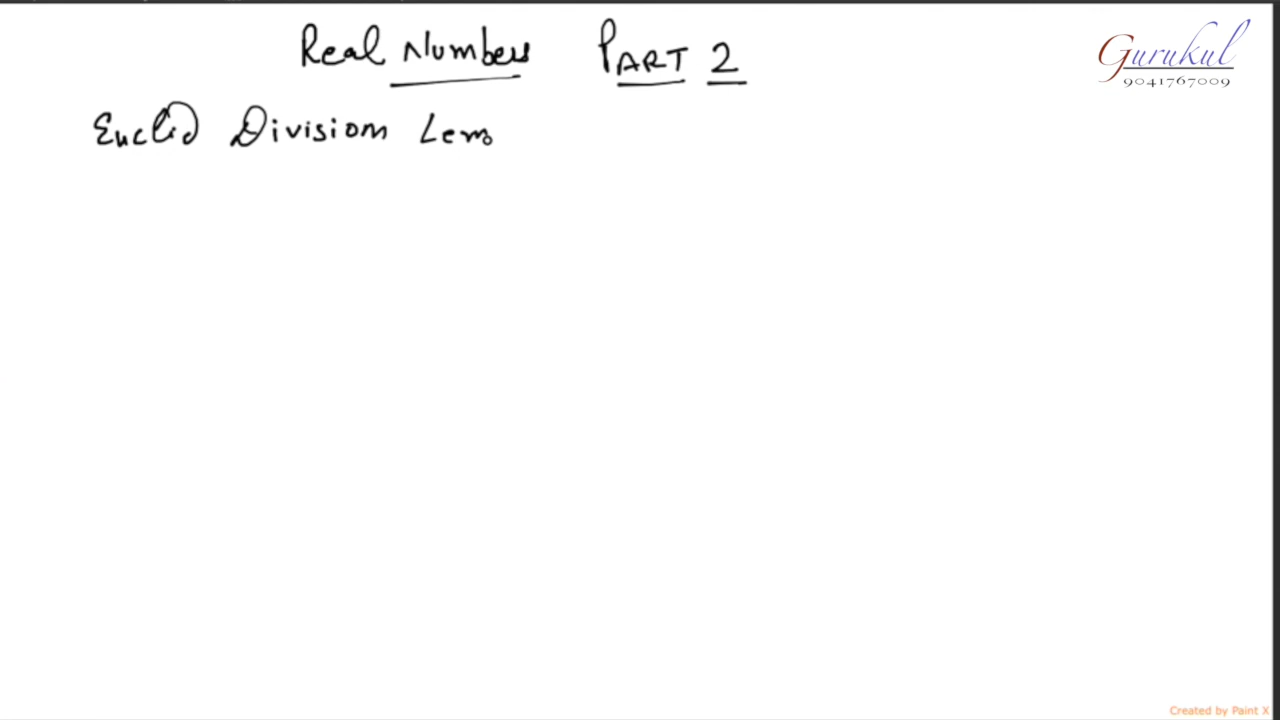 Real Numbers PART 2
Gurukul
9041767009
Euclid Division Lem
Created by Paint X